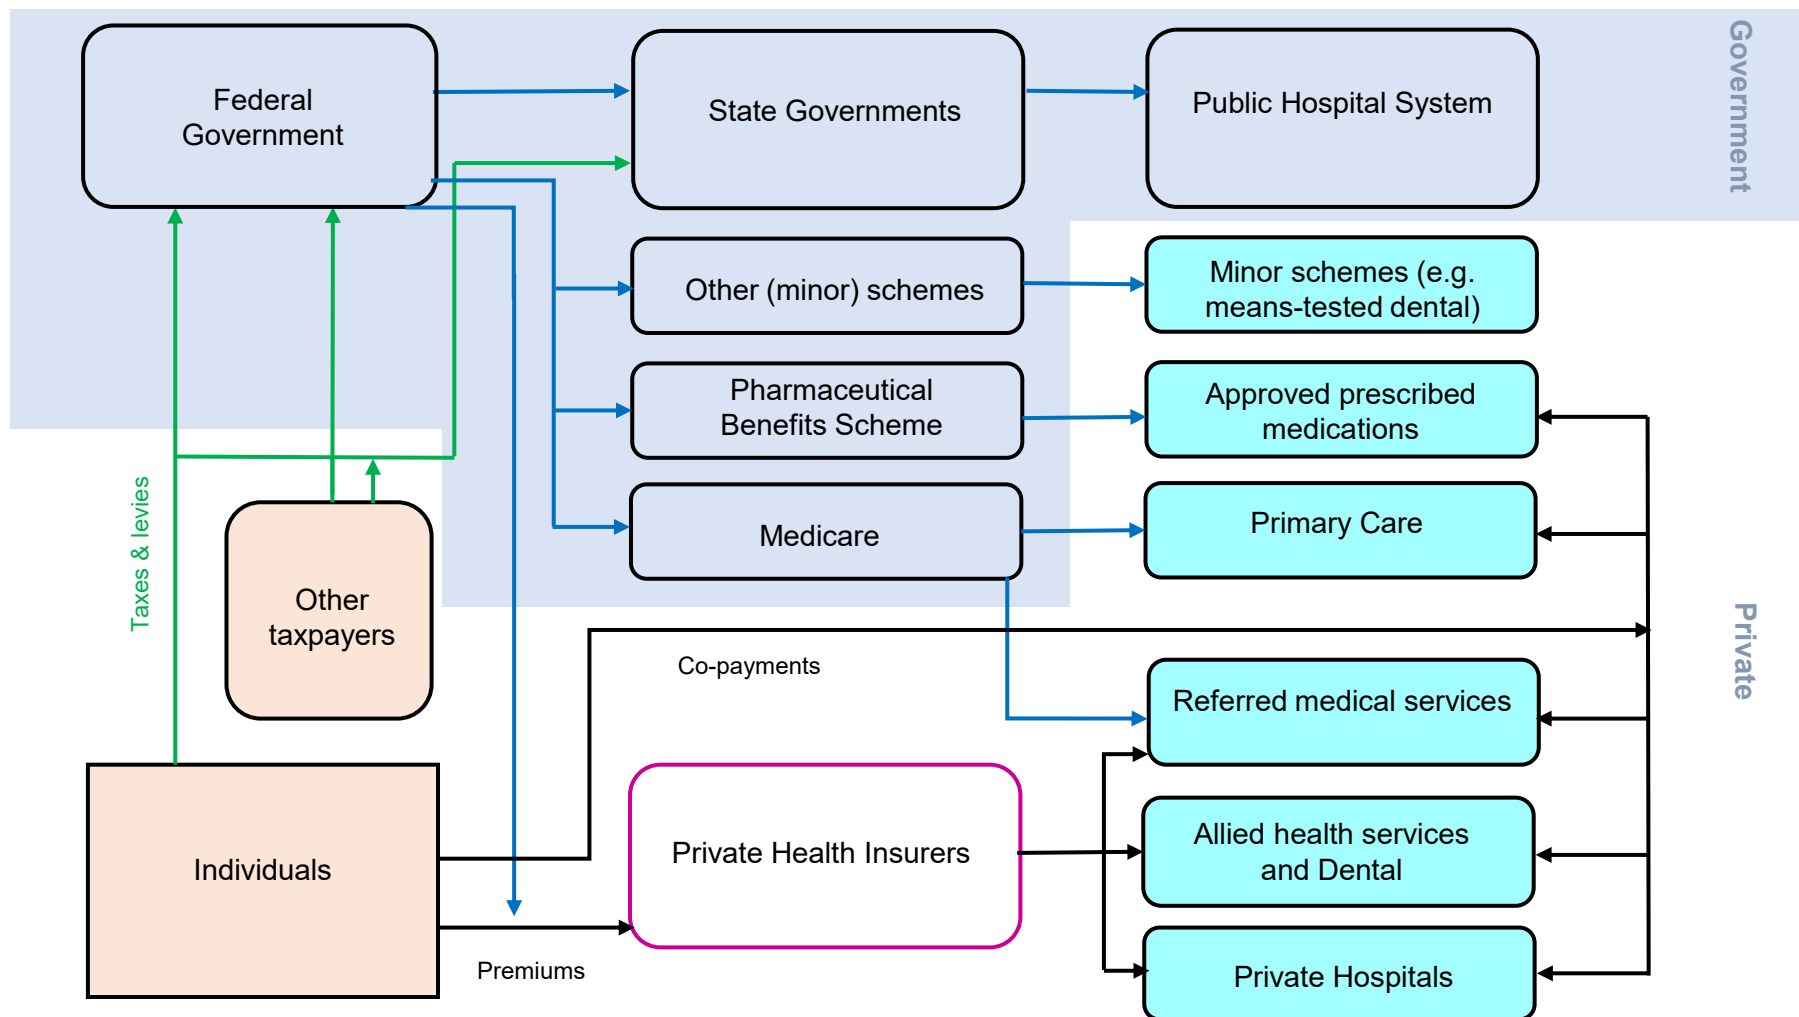 Federal
Government
State Governments
Public Hospital System
Government
Other (minor) schemes
Minor schemes (e.g.
means-tested dental)
Pharmaceutical
Benefits Scheme
Approved prescribed
medications
Taxes & levies
Medicare
Primary Care
Other
taxpayers
Private
Co-payments
Referred medical services
Individuals
Private Health Insurers
Allied health services
and Dental
Premiums
Private Hospitals